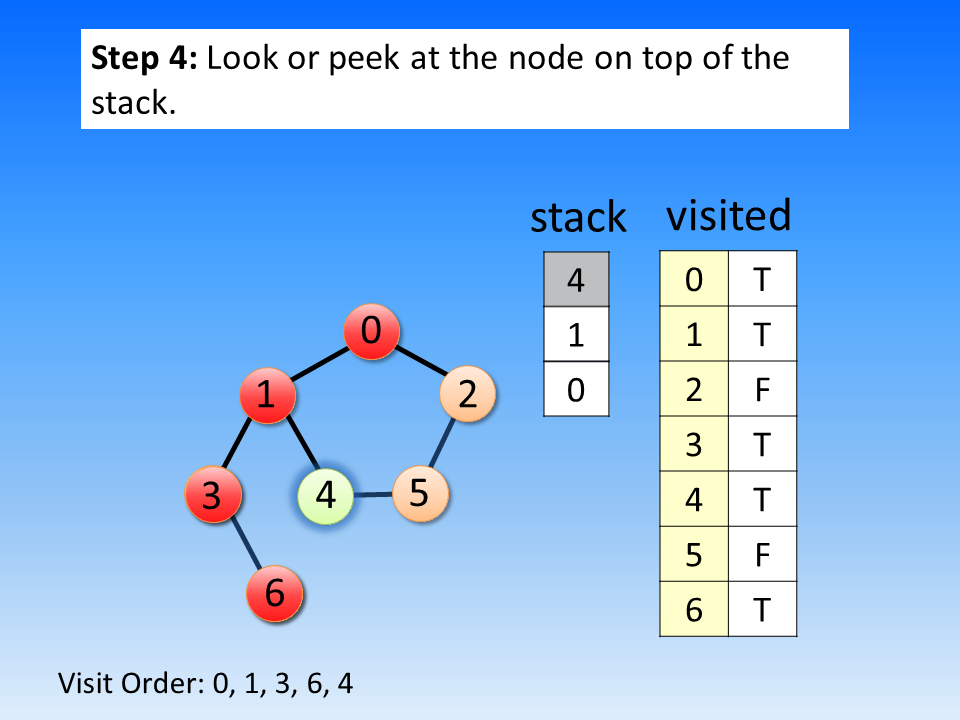 Step 4: Look or peek at the node on top of the
stack.
stack visited
4 0 T
1 1 T
0 2 F
3 T
4 T
5 F
6 T
0
1 2
3 4 5
6
Visit Order: 0, 1, 3, 6, 4